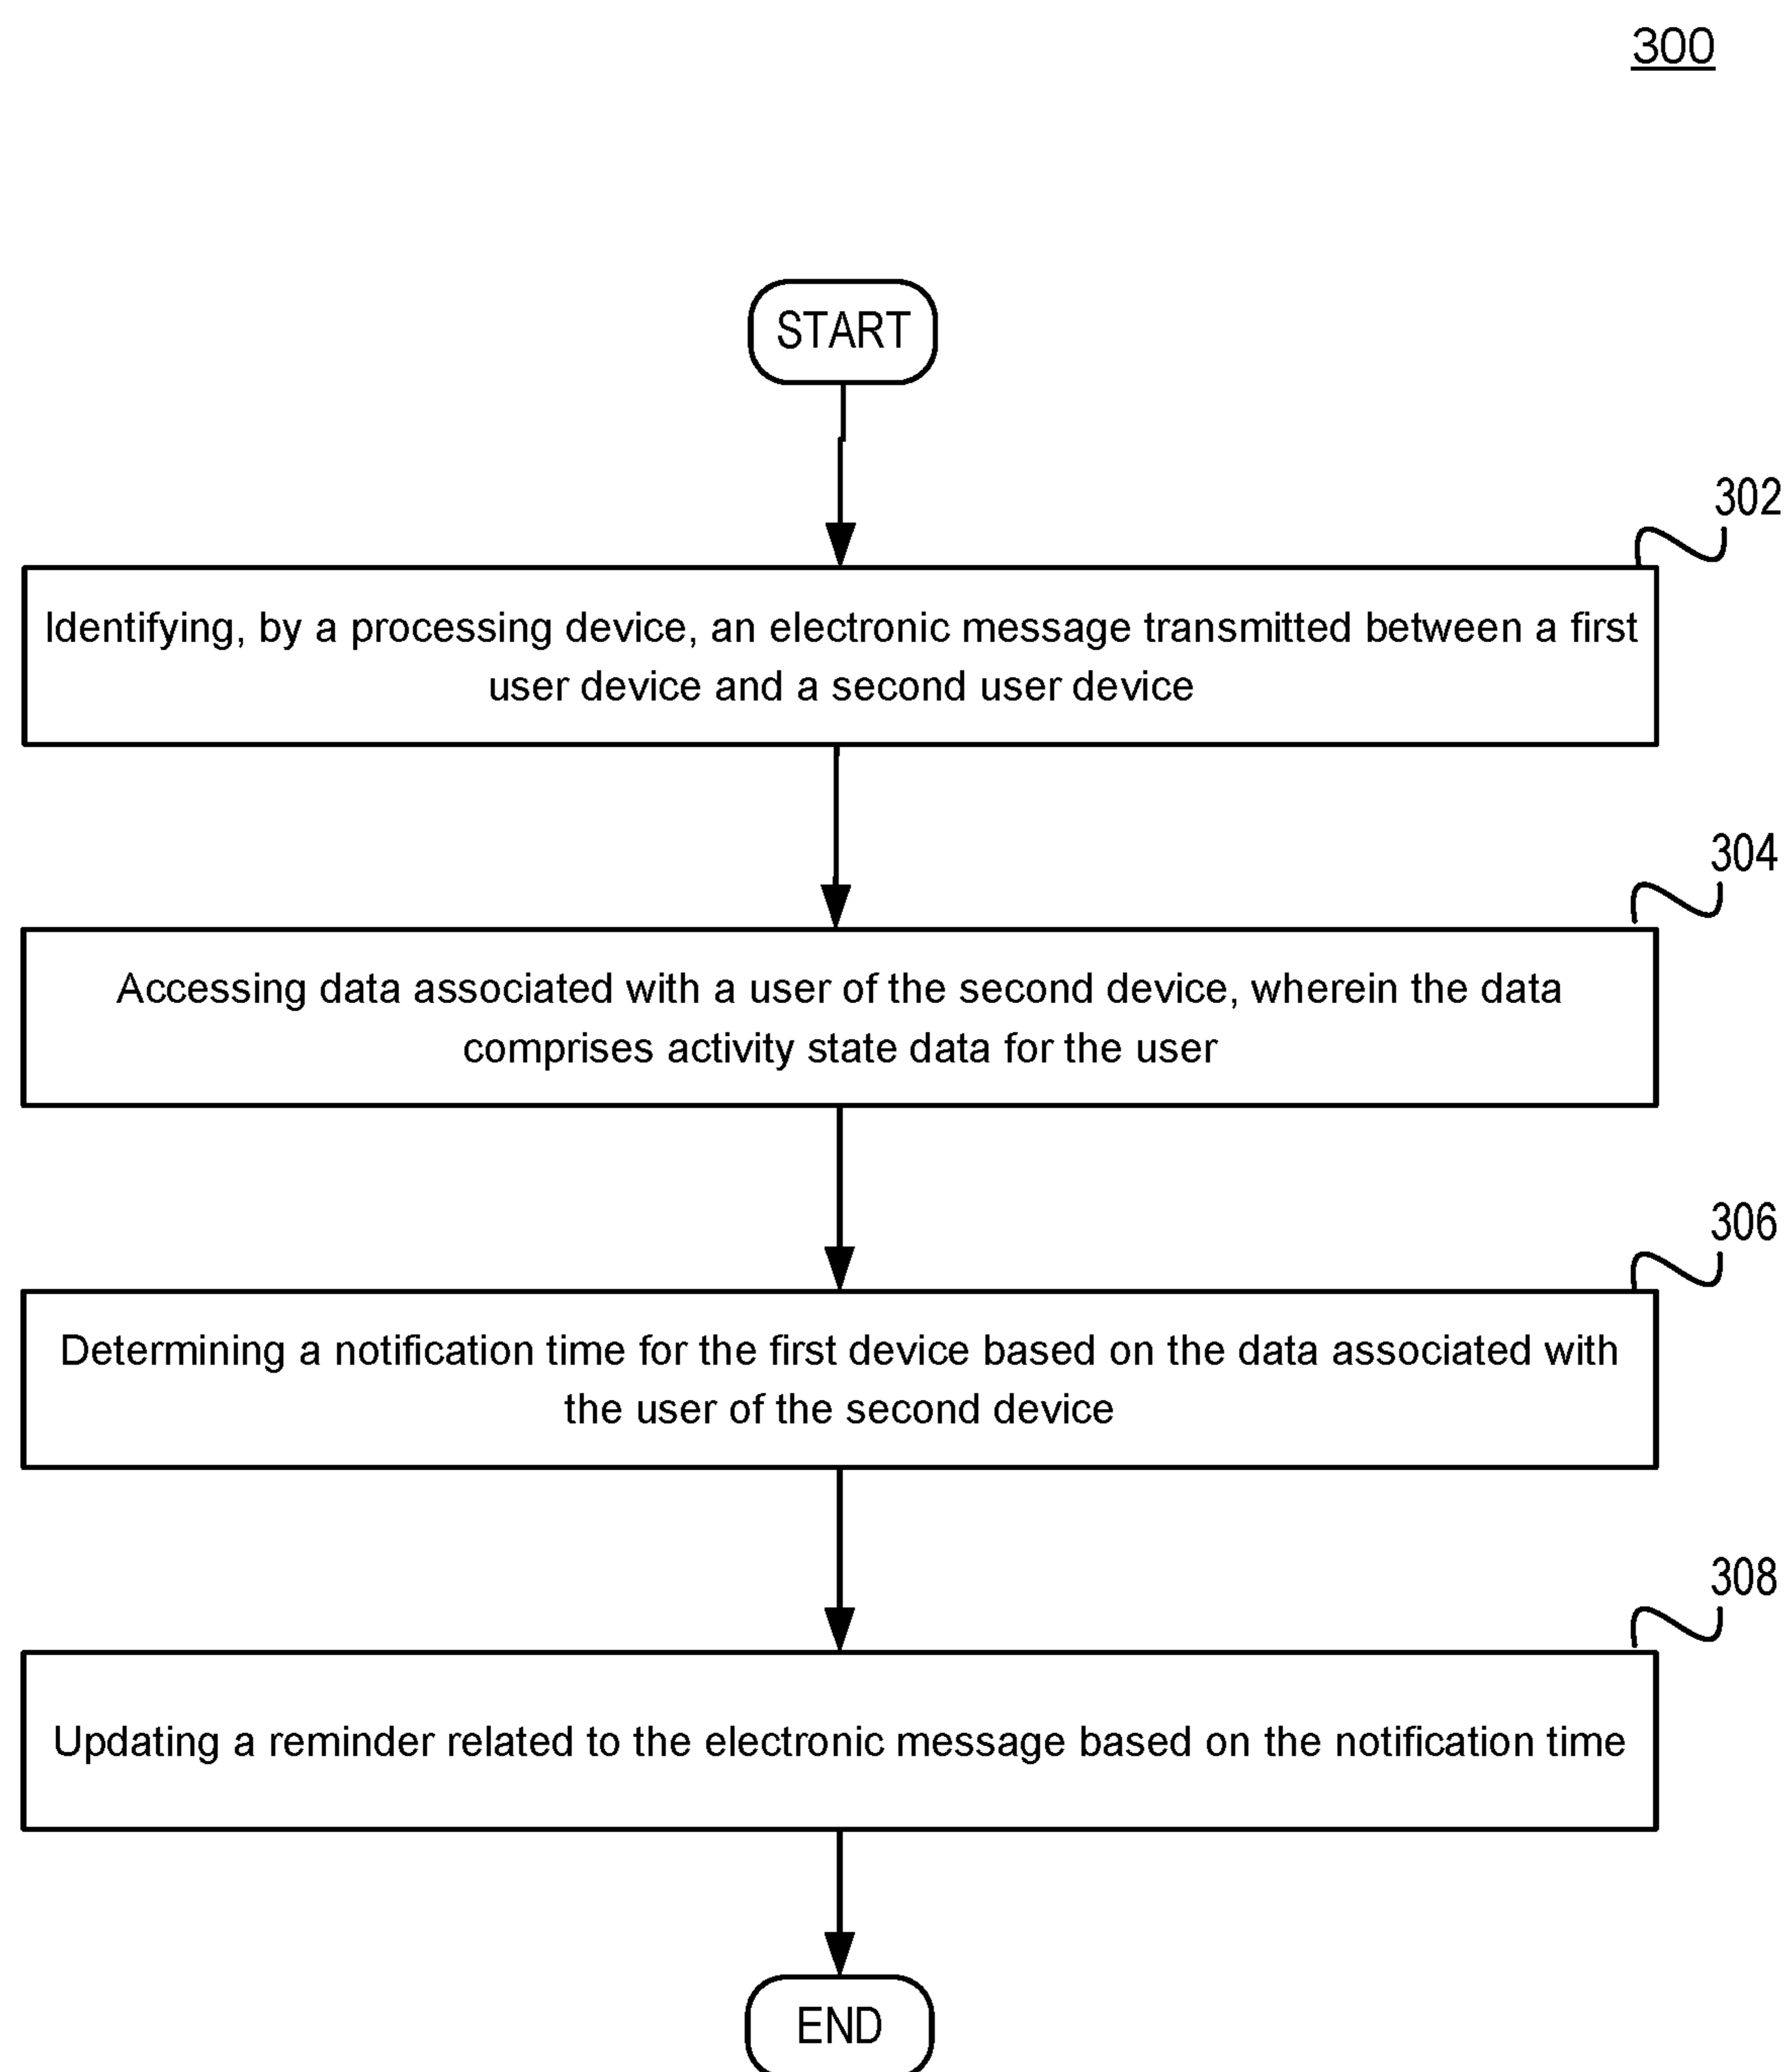 300
START
302
Identifying, by a processing device, an electronic message transmitted between a first
user device and a second user device
304
Accessing data associated with a user of the second device, wherein the data
comprises activity state data for the user
306
Determining a notification time for the first device based on the data associated with
the user of the second device
308
Updating a reminder related to the electronic message based on the notification time
END